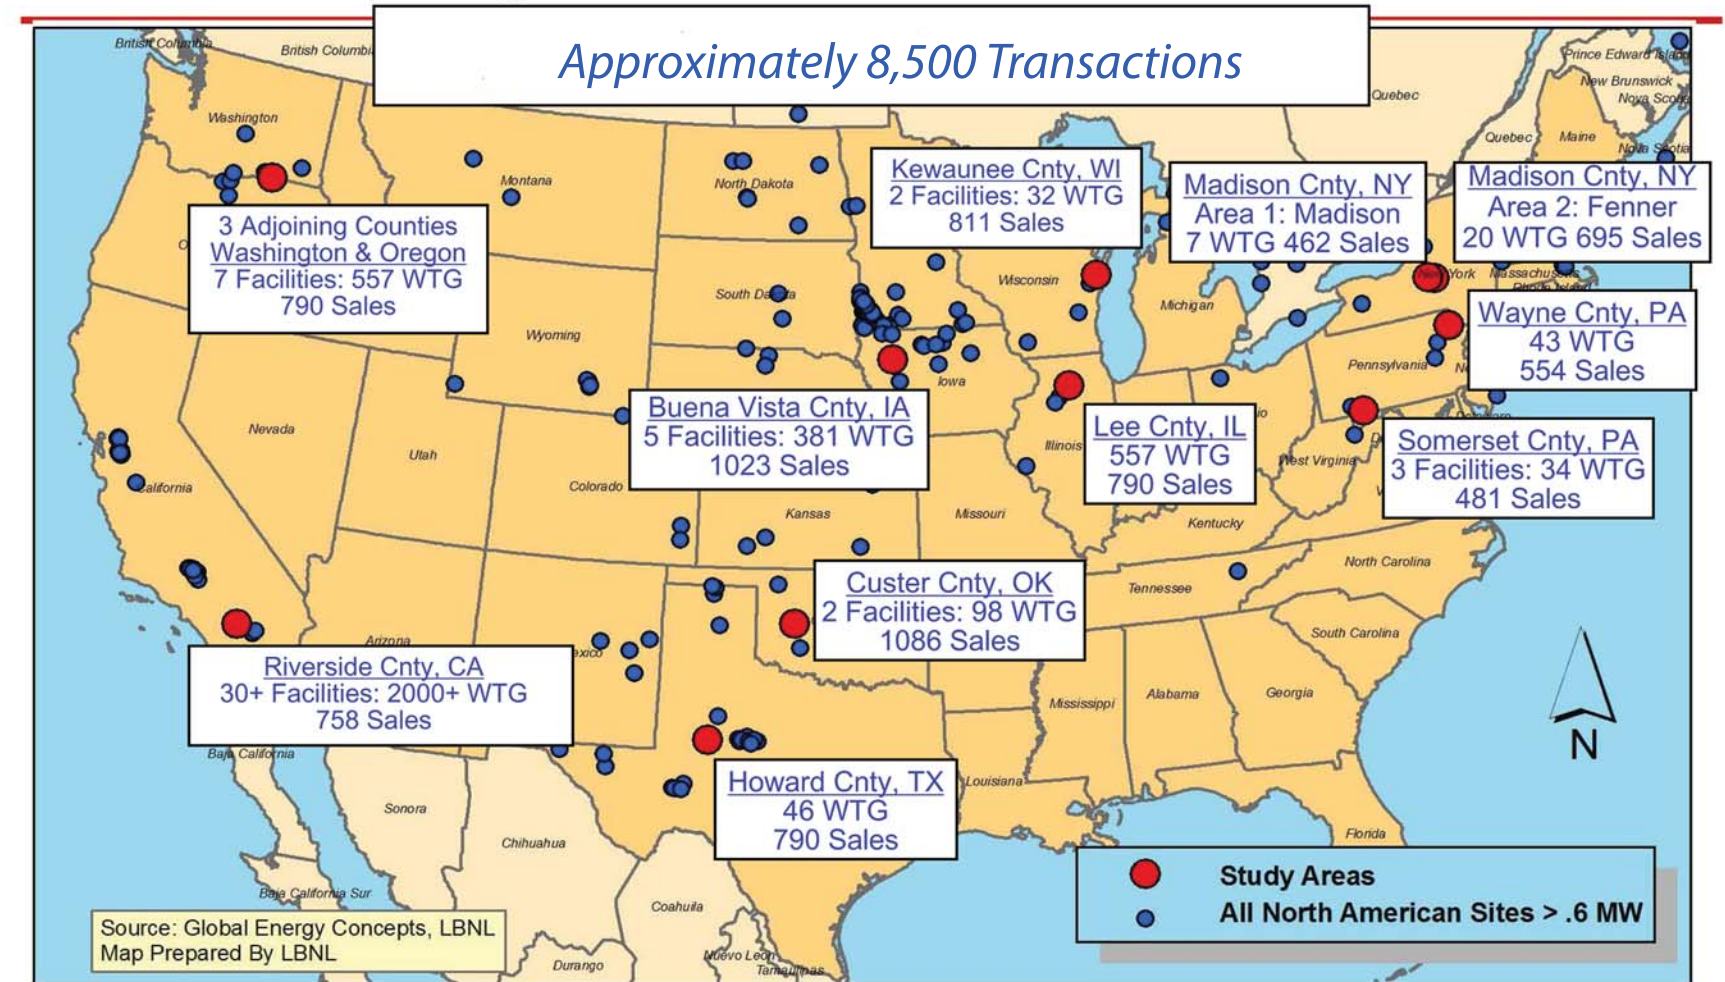 Approximately 8,500 Transactions
British Columbia
British Columbi
Quebec
Prince Edward Island
New Brunswick
Nova Scotia
Quebec
Maine
Nova Scotia
Washington
Montana
North Dakota
Kewaunee Cnty, WI
2 Facilities: 32 WTG
811 Sales
Madison Cnty, NY
Area 1: Madison
7 WTG 462 Sales
Madison Cnty, NY
Area 2: Fenner
20 WTG 695 Sales
3 Adjoining Counties
Washington & Oregon
7 Facilities: 557 WTG
790 Sales
O
Wisconsin
New York
Massachusetts
Rhode Island
South Dakota
Michigan
Wyoming
Wayne Cnty, PA
43 WTG
554 Sales
Pennsylvania
N
Iowa
Buena Vista Cnty, IA
5 Facilities: 381 WTG
1023 Sales
Lee Cnty, IL
557 WTG
790 Sales
io
Delaware
D
Somerset Cnty, PA
3 Facilities: 34 WTG
481 Sales
Nevada
Utah
Illinois
West Virginia
California
Colorado
V
Kansas
Missouri
Kentucky
North Carolina
Tennessee
Custer Cnty, OK
2 Facilities: 98 WTG
1086 Sales
South Carolina
Arizona
exico
Riverside Cnty, CA
30+ Facilities: 2000+ WTG
758 Sales
Mississippi
Alabama
Georgia
N
Baja California
Howard Cnty, TX
46 WTG
790 Sales
Louisiana
Sonora
Chihuahua
Florida
Study Areas
All North American Sites > .6 MW
Baja California Sur
Coahuila
Source: Global Energy Concepts, LBNL
Map Prepared By LBNL
Durango
Nuevo Leon
Tamaulipas